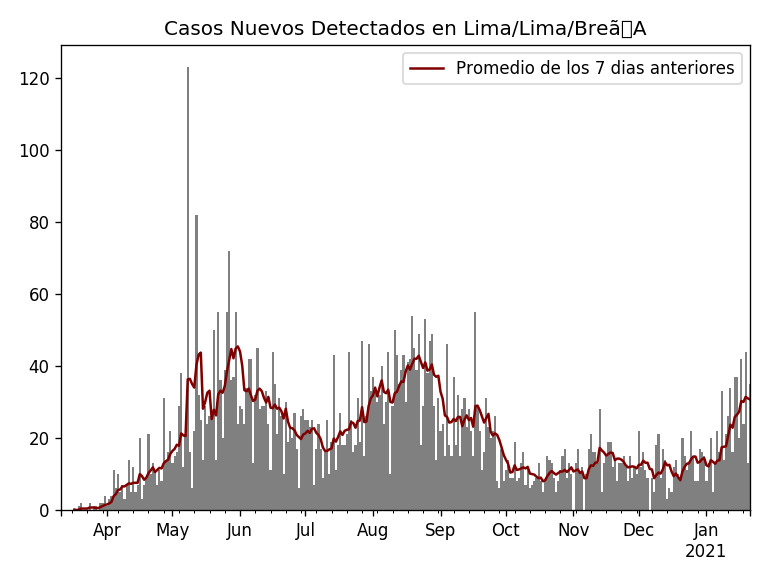 Casos Nuevos Detectados en Lima/Lima/Breã▯A
Promedio de los 7 dias anteriores
120
100
80
60
40
20
0
Apr May Jun Jul Aug Sep Oct Nov Dec Jan
2021